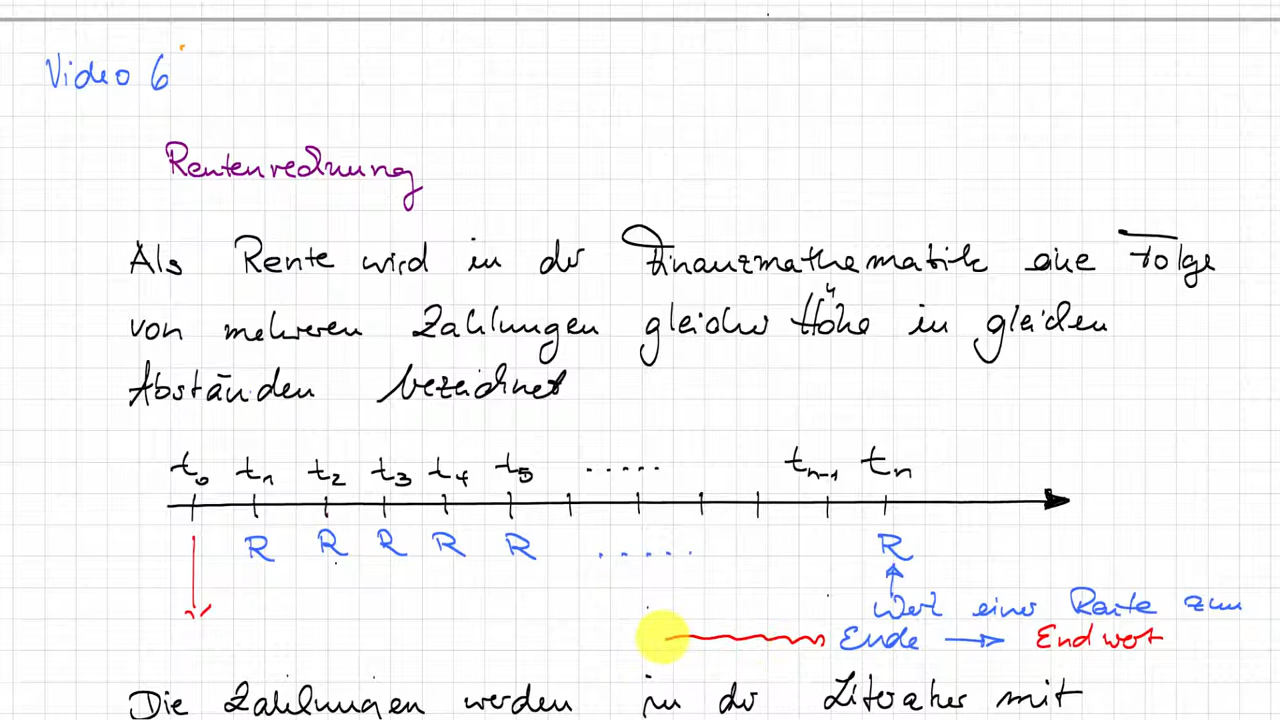 Video 6
Rentenrechnung
Als Rente wird in der Finanzmathematik eine Folge
von mehreren Zahlungen gleicher Höhe in gleichen
Abständen bezeichnet
t₀ t₁ t₂ t₃ t₄ t₅ ..... tₙ₋₁ tₙ
R R R R R ..... R
Wert einer Rente zum
Ende → Endwert
Die Zahlungen werden in der Literatur mit